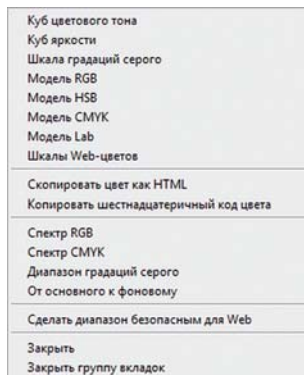 Куб цветового тона
Куб яркости
Шкала градаций серого
Модель RGB
Модель HSB
Модель CMYK
Модель Lab
Шкалы Web-цветов
Скопировать цвет как HTML
Копировать шестнадцатеричный код цвета
Спектр RGB
Спектр CMYK
Диапазон градаций серого
От основного к фоновому
Сделать диапазон безопасным для Web
Закрыть
Закрыть группу вкладок